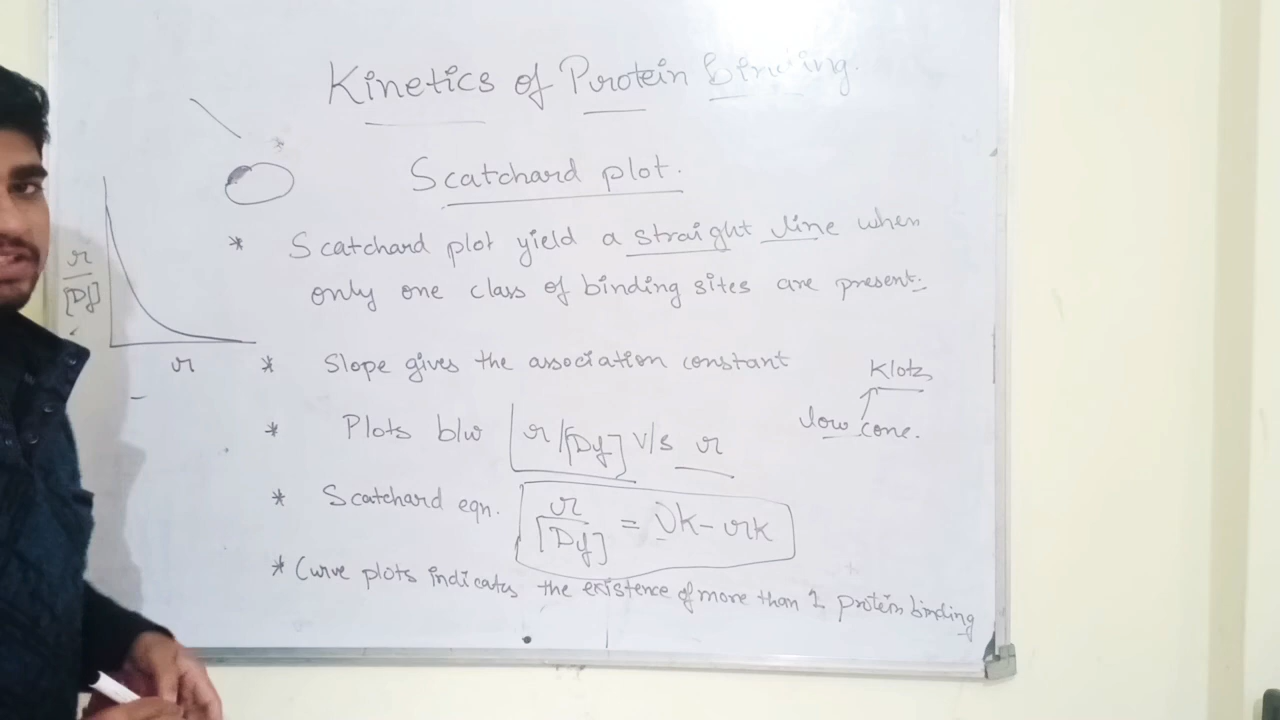 Kinetics of Protein binding.
Scatchard plot.
* Scatchard plot yield a straight line when
only one class of binding sites are present.
r
[Df]
r
* Slope gives the association constant
Klotz
low conc.
* Plots b/w r/[Df] v/s r
* Scatchard eqn. r/[Df] = νk - rk
* Curve plots indicates the existence of more than 1 protein binding